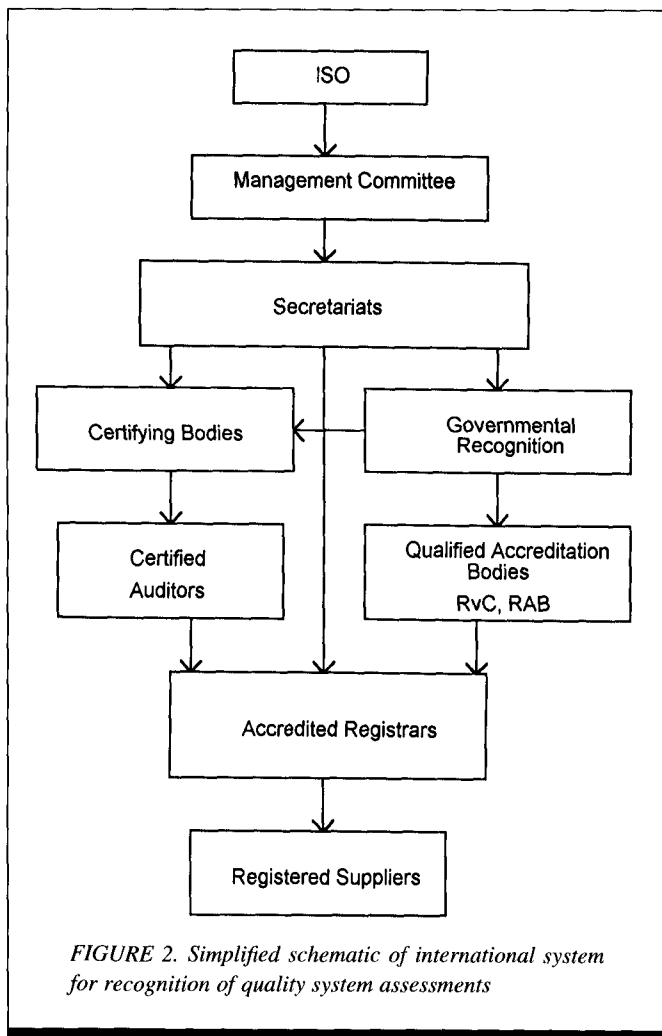 ISO
Management Committee
Secretariats
Certifying Bodies
Governmental
Recognition
Certified
Auditors
Qualified Accreditation
Bodies
RvC, RAB
Accredited Registrars
Registered Suppliers
FIGURE 2. Simplified schematic of international system
for recognition of quality system assessments